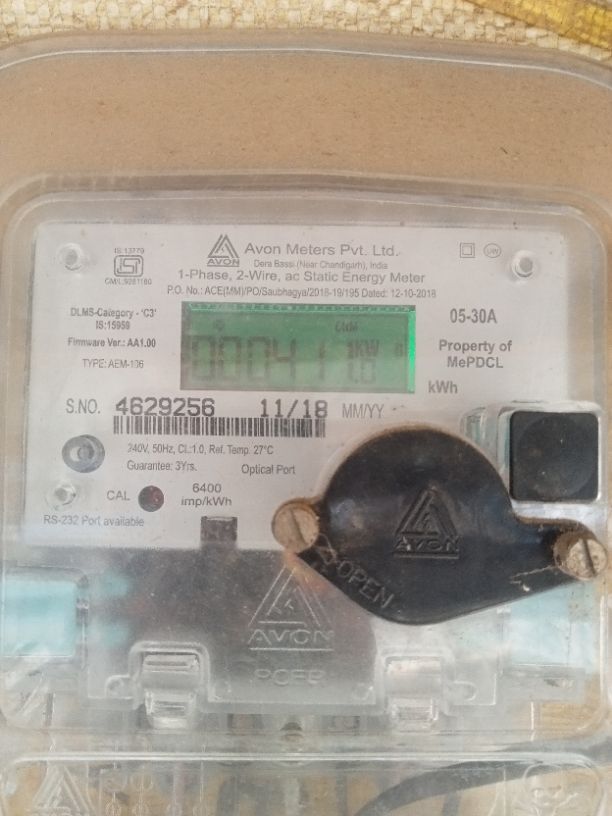 IS:13779
AVON
Avon Meters Pvt. Ltd.
Dera Bassi (Near Chandigarh), India
CM/L:9281180
1-Phase, 2-Wire, ac Static Energy Meter
P.O. No.: ACE(MM)/PO/Saubhagya/2018-19/195 Dated: 12-10-2018
DLMS-Category - 'C3'
IS:15959
Firmware Ver.: AA1.00
TYPE: AEM-106
05-30A
Property of
MePDCL
kWh
S.NO. 4629256 11/18 MM/YY
240V, 50Hz, CL:1.0, Ref. Temp. 27°C
Guarantee: 3Yrs. Optical Port
CAL
6400
imp/kWh
RS-232 Port available
AVON
OPEN
AVON